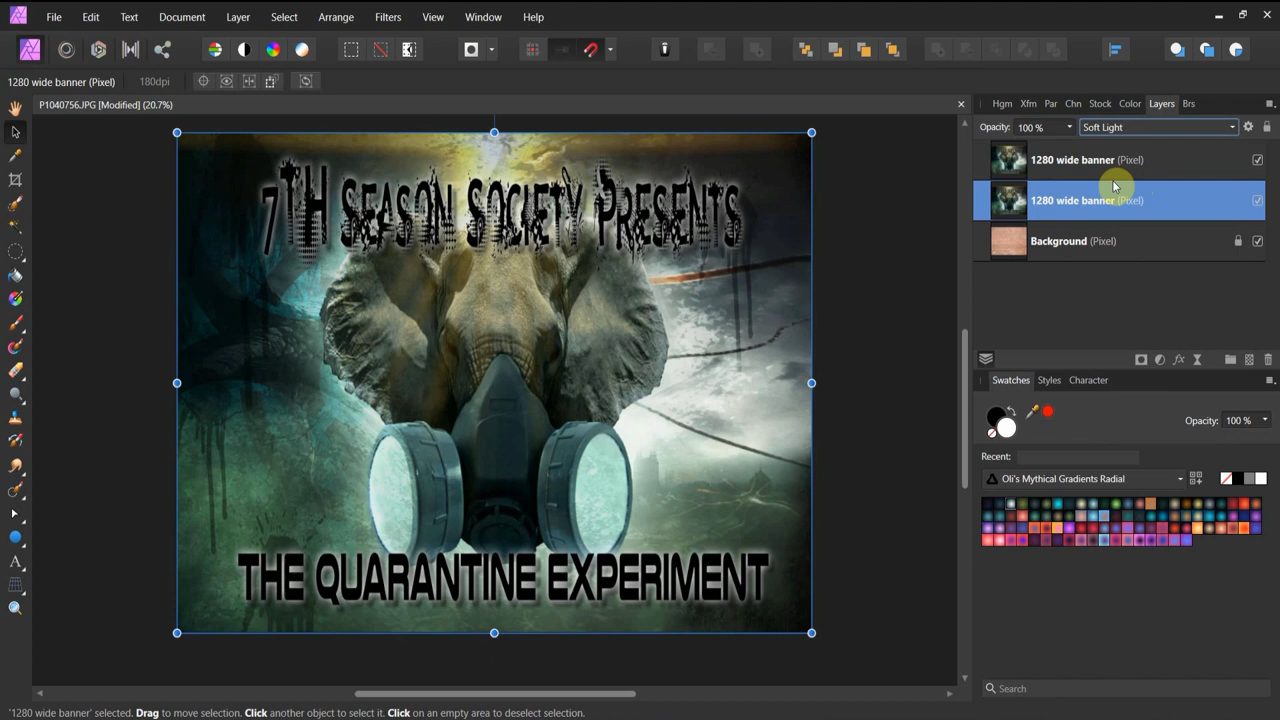 File Edit Text Document Layer Select Arrange Filters View Window Help
1280 wide banner (Pixel) 180dpi
P1040756.JPG [Modified] (20.7%)
Hgm Xfm Par Chn Stock Color Layers Brs
Opacity: 100 % Soft Light
1280 wide banner (Pixel)
1280 wide banner (Pixel)
Background (Pixel)
7TH SEASON SOCIETY PRESENTS
THE QUARANTINE EXPERIMENT
Swatches Styles Character
Opacity: 100 %
Recent:
Oli's Mythical Gradients Radial
Search
'1280 wide banner' selected. Drag to move selection. Click another object to select it. Click on an empty area to deselect selection.